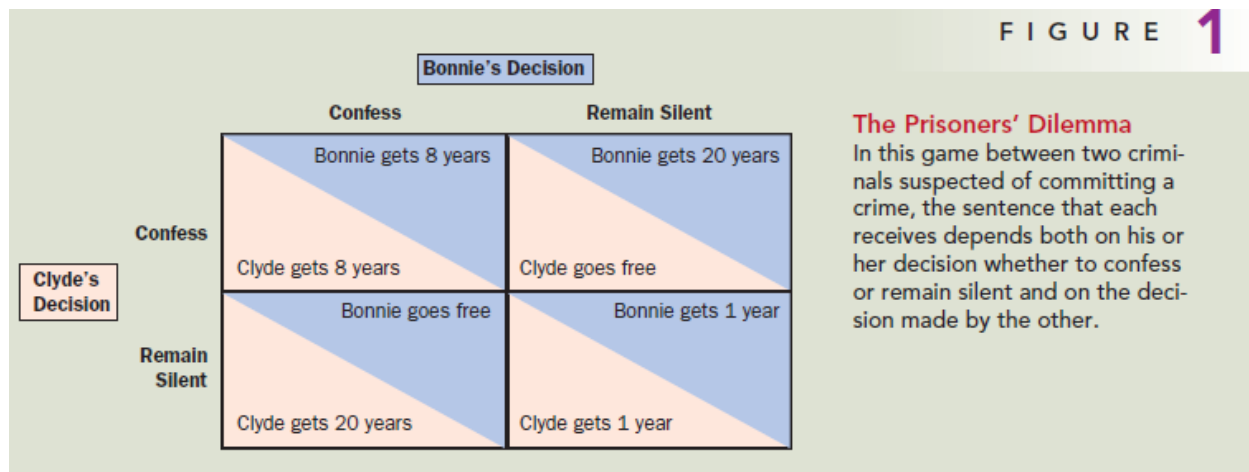 FIGURE 1
Bonnie's Decision
Confess Remain Silent
Bonnie gets 8 years Bonnie gets 20 years
Confess
Clyde gets 8 years Clyde goes free
Clyde's
Decision
Bonnie goes free Bonnie gets 1 year
Remain
Silent
Clyde gets 20 years Clyde gets 1 year
The Prisoners' Dilemma
In this game between two crimi-
nals suspected of committing a
crime, the sentence that each
receives depends both on his or
her decision whether to confess
or remain silent and on the deci-
sion made by the other.